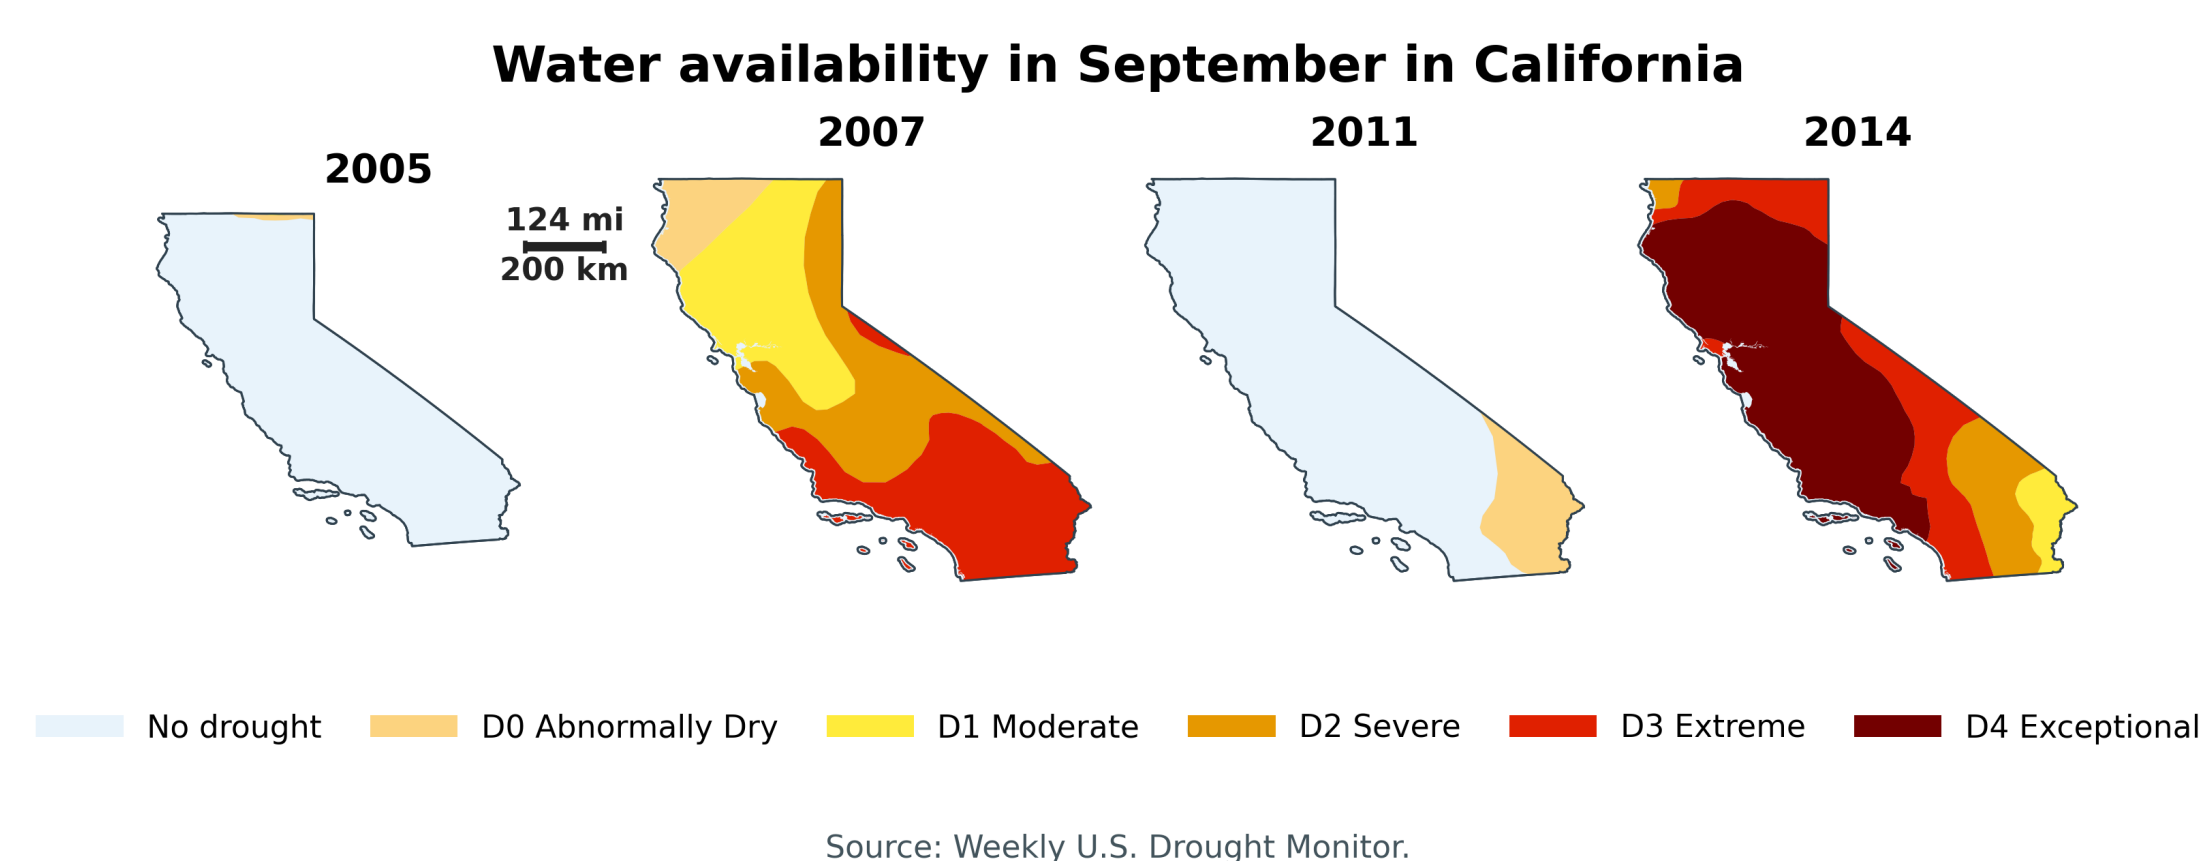 Water availability in September in California
2005
2007
2011
2014
124 mi
200 km
No drought
D0 Abnormally Dry
D1 Moderate
D2 Severe
D3 Extreme
D4 Exceptional
Source: Weekly U.S. Drought Monitor.